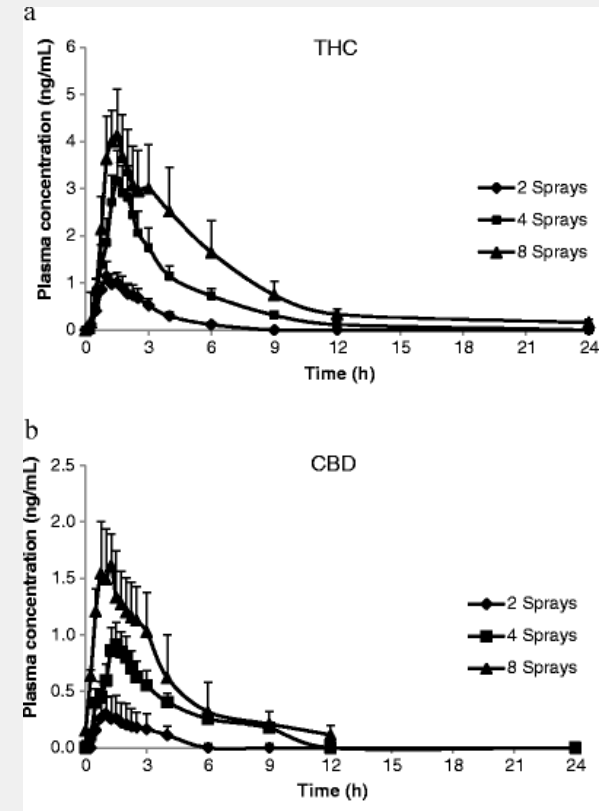 a
THC
Plasma concentration (ng/mL)
6
5
4
3
2
1
0
2 Sprays
4 Sprays
8 Sprays
0 3 6 9 12 15 18 21 24
Time (h)
b
CBD
Plasma concentration (ng/mL)
2.5
2.0
1.5
1.0
0.5
0.0
2 Sprays
4 Sprays
8 Sprays
0 3 6 9 12 15 18 21 24
Time (h)